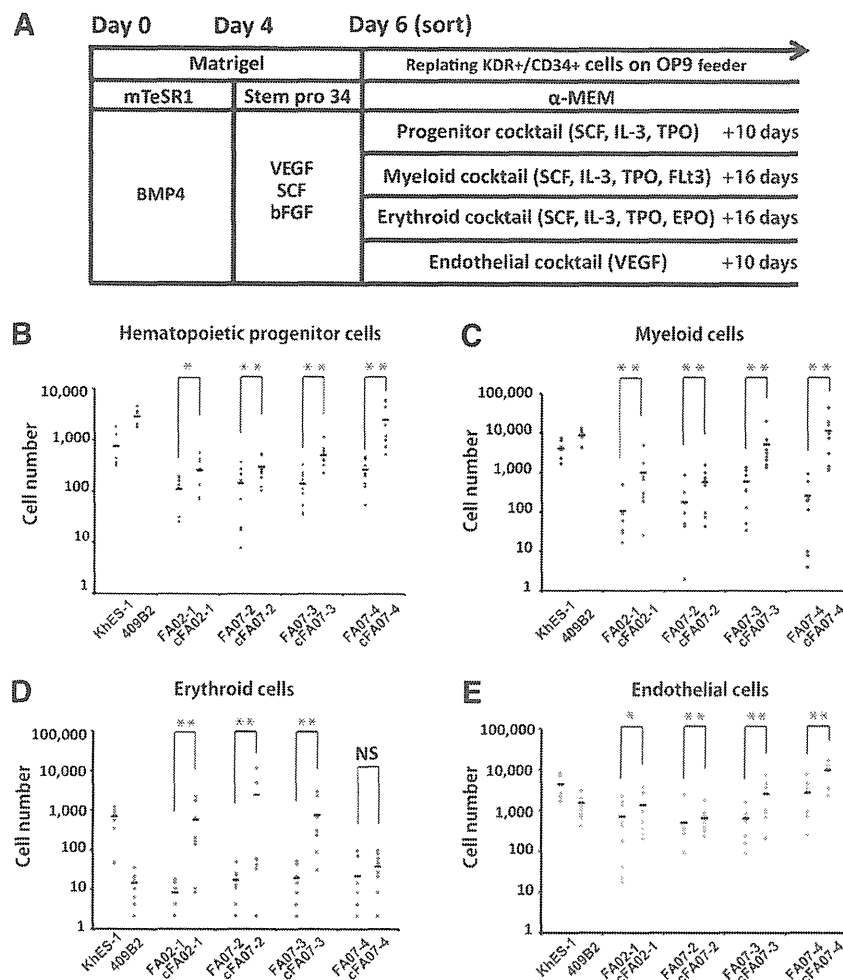 A
Day 0 Day 4 Day 6 (sort)
Matrigel Replating KDR+/CD34+ cells on OP9 feeder
mTeSR1 Stem pro 34 α-MEM
BMP4
VEGF
SCF
bFGF
Progenitor cocktail (SCF, IL-3, TPO) +10 days
Myeloid cocktail (SCF, IL-3, TPO, FLt3) +16 days
Erythroid cocktail (SCF, IL-3, TPO, EPO) +16 days
Endothelial cocktail (VEGF) +10 days
B
Hematopoietic progenitor cells
* ** ** **
Cell number
10,000
1,000
100
10
1
KhES-1
409B2
FA02-1
cFA02-1
FA07-2
cFA07-2
FA07-3
cFA07-3
FA07-4
cFA07-4
C
Myeloid cells
** ** ** **
Cell number
100,000
10,000
1,000
100
10
1
KhES-1
409B2
FA02-1
cFA02-1
FA07-2
cFA07-2
FA07-3
cFA07-3
FA07-4
cFA07-4
D
Erythroid cells
** ** ** NS
Cell number
100,000
10,000
1,000
100
10
1
KhES-1
409B2
FA02-1
cFA02-1
FA07-2
cFA07-2
FA07-3
cFA07-3
FA07-4
cFA07-4
E
Endothelial cells
* ** ** **
Cell number
100,000
10,000
1,000
100
10
1
KhES-1
409B2
FA02-1
cFA02-1
FA07-2
cFA07-2
FA07-3
cFA07-3
FA07-4
cFA07-4